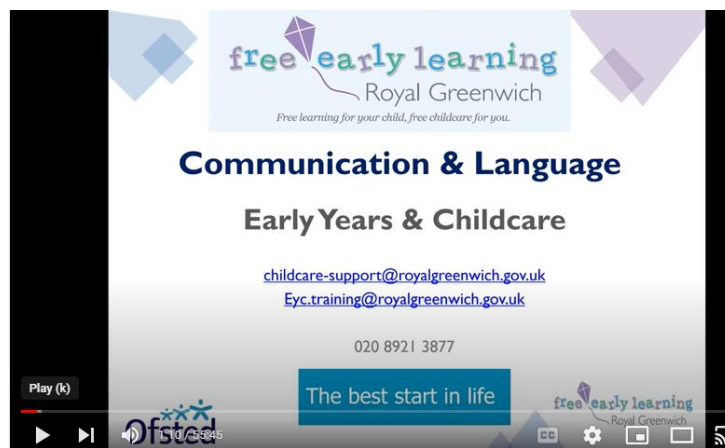 free early learning
Royal Greenwich
Free learning for your child, free childcare for you.
Communication & Language
Early Years & Childcare
childcare-support@royalgreenwich.gov.uk
Eyc.training@royalgreenwich.gov.uk
020 8921 3877
Play (k)
The best start in life
free early learning
Royal Greenwich
Ofsted
1:10 / 55:45
CC